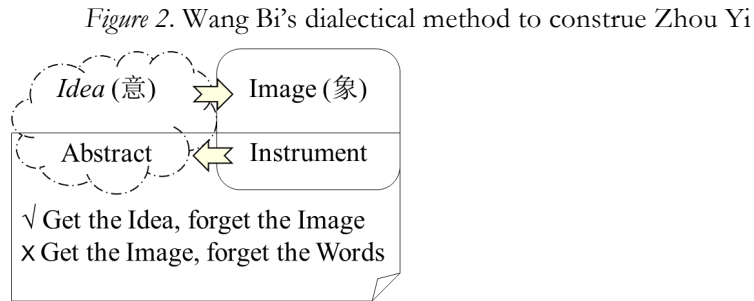 Figure 2. Wang Bi’s dialectical method to construe Zhou Yi
Idea (意) Image (象)
Abstract Instrument
√ Get the Idea, forget the Image
x Get the Image, forget the Words